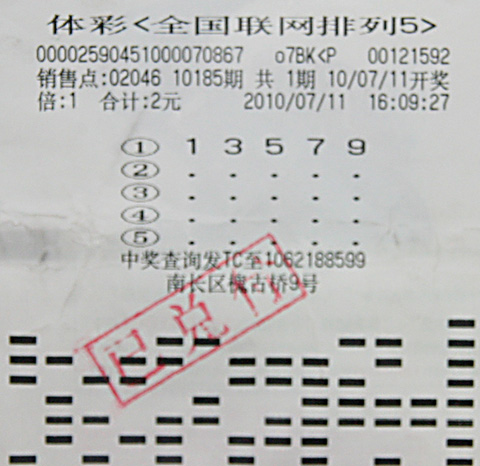 体彩<全国联网排列5>
00002590451000070867 o7BK<P 00121592
销售点:02046 10185期 共 1期 10/07/11开奖
倍:1 合计:2元 2010/07/11 16:09:27
① 1 3 5 7 9
② . . . . .
③ . . . . .
④ . . . . .
⑤ . . . . .
中奖查询发TC至1062188599
南长区槐古桥9号
已兑付